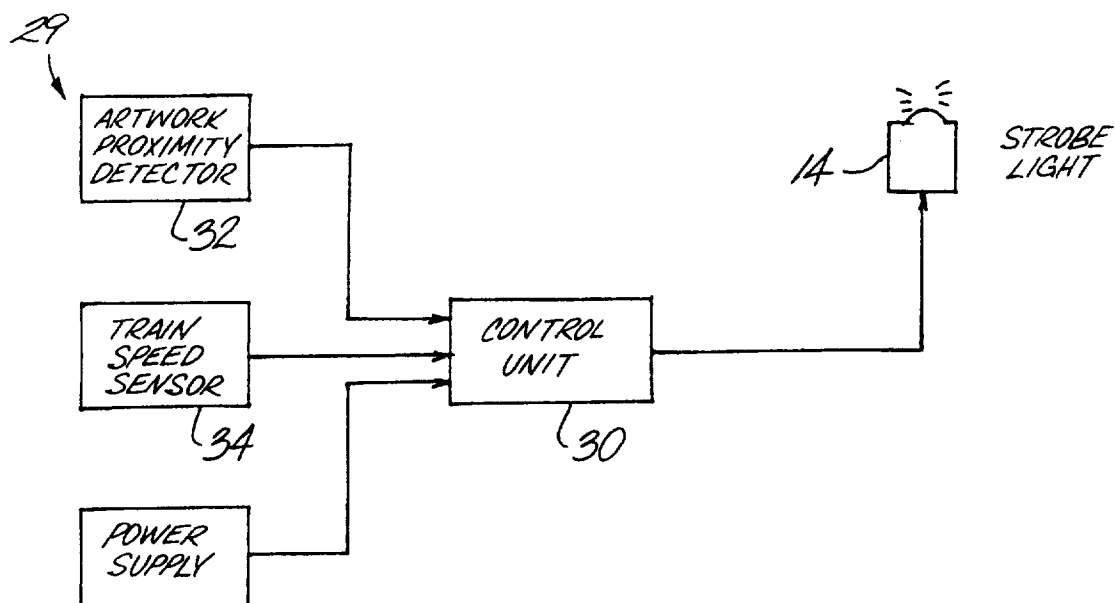 29
ARTWORK
PROXIMITY
DETECTOR
32
14
STROBE
LIGHT
TRAIN
SPEED
SENSOR
34
CONTROL
UNIT
30
POWER
SUPPLY